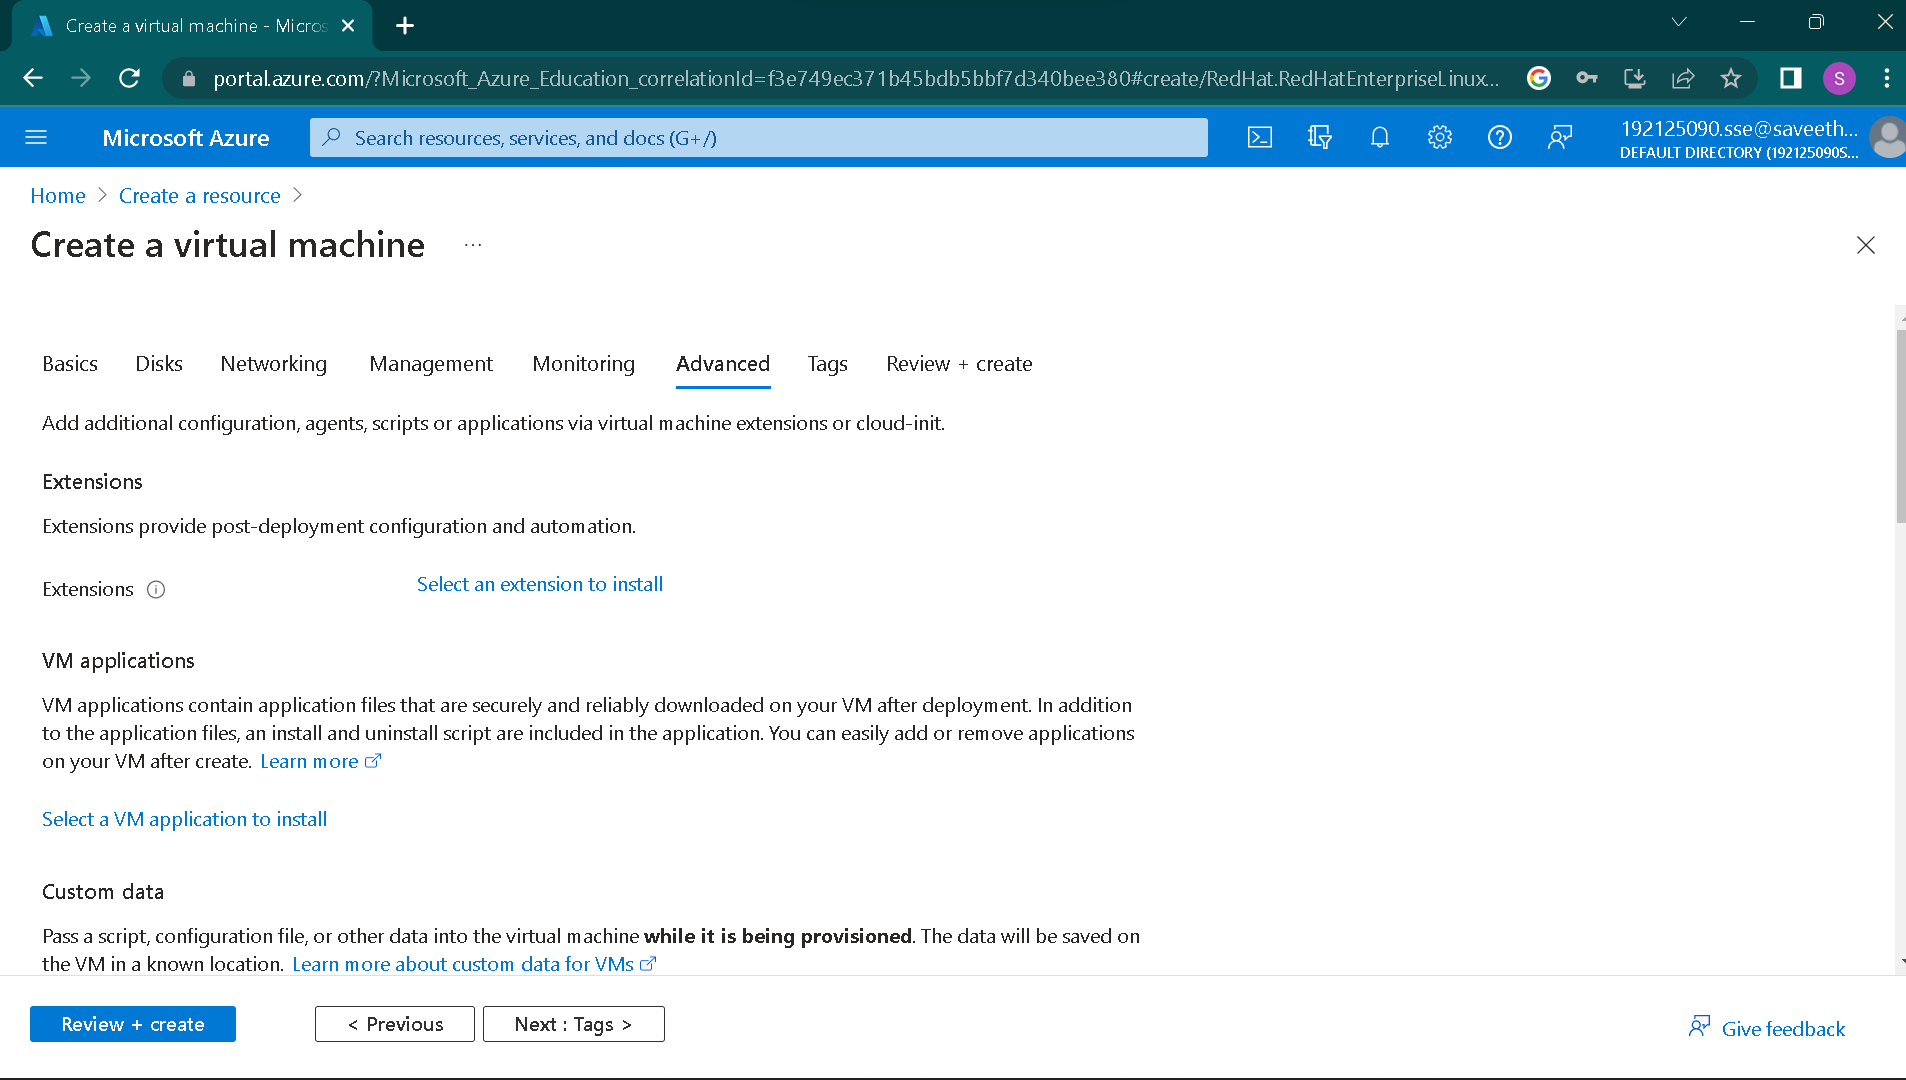 Create a virtual machine - Micros
portal.azure.com/?Microsoft_Azure_Education_correlationId=f3e749ec371b45bdb5bbf7d340bee380#create/RedHat.RedHatEnterpriseLinux...
S
Microsoft Azure
Search resources, services, and docs (G+/)
192125090.sse@saveeth...
DEFAULT DIRECTORY (192125090S...
Home > Create a resource >
Create a virtual machine ...
Basics Disks Networking Management Monitoring Advanced Tags Review + create
Add additional configuration, agents, scripts or applications via virtual machine extensions or cloud-init.
Extensions
Extensions provide post-deployment configuration and automation.
Extensions Select an extension to install
VM applications
VM applications contain application files that are securely and reliably downloaded on your VM after deployment. In addition
to the application files, an install and uninstall script are included in the application. You can easily add or remove applications
on your VM after create. Learn more
Select a VM application to install
Custom data
Pass a script, configuration file, or other data into the virtual machine while it is being provisioned. The data will be saved on
the VM in a known location. Learn more about custom data for VMs
Review + create < Previous Next : Tags > Give feedback